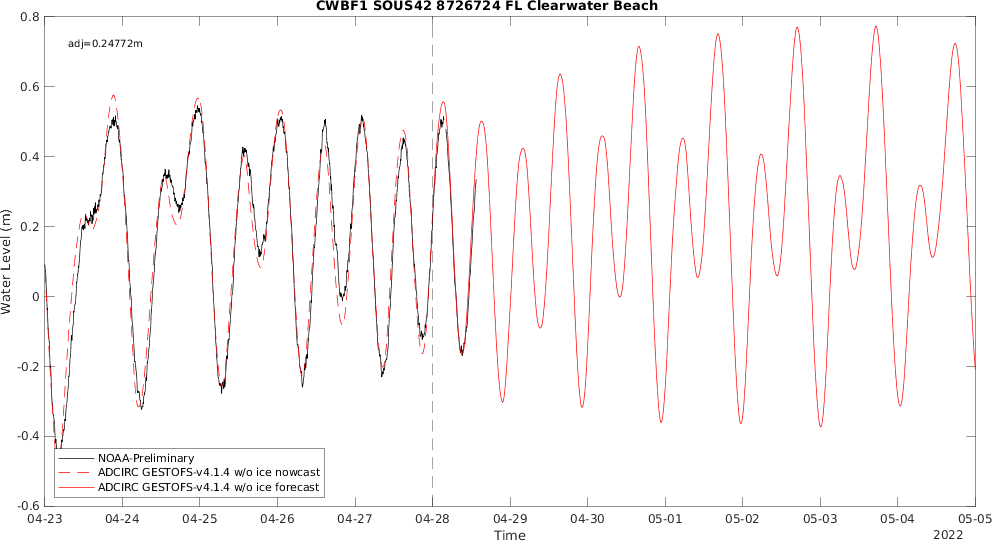 CWBF1 SOUS42 8726724 FL Clearwater Beach
adj=0.24772m
Water Level (m)
0.8
0.6
0.4
0.2
0
-0.2
-0.4
-0.6
NOAA-Preliminary
ADCIRC GESTOFS-v4.1.4 w/o ice nowcast
ADCIRC GESTOFS-v4.1.4 w/o ice forecast
04-23 04-24 04-25 04-26 04-27 04-28 04-29 04-30 05-01 05-02 05-03 05-04 05-05
Time
2022